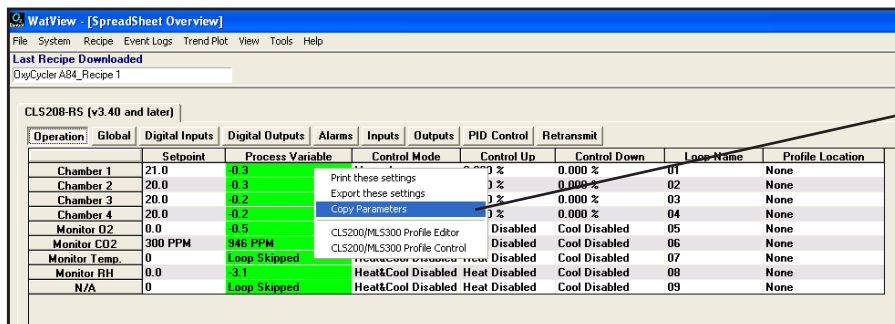 WatView - [SpreadSheet Overview]
File System Recipe Event Logs Trend Plot View Tools Help
Last Recipe Downloaded
OxyCycler A84_Recipe 1
CLS208-RS (v3.40 and later)
Operation Global Digital Inputs Digital Outputs Alarms Inputs Outputs PID Control Retransmit
Setpoint Process Variable Control Mode Control Up Control Down Loop Name Profile Location
Chamber 1 21.0 -0.3 0.000 % 0.000 % 01 None
Print these settings
Chamber 2 20.0 -0.3 % 0.000 % 02 None
Export these settings
Chamber 3 20.0 -0.2 % 0.000 % 03 None
Copy Parameters
Chamber 4 20.0 -0.2 % 0.000 % 04 None
Monitor O2 0.0 -0.5 Disabled Cool Disabled 05 None
CLS200/MLS300 Profile Editor
Monitor CO2 300 PPM 946 PPM Disabled Cool Disabled 06 None
CLS200/MLS300 Profile Control
Monitor Temp. 0 Loop Skipped Heat&Cool Disabled Heat Disabled Cool Disabled 07 None
Monitor RH 0.0 -3.1 Heat&Cool Disabled Heat Disabled Cool Disabled 08 None
N/A 0 Loop Skipped Heat&Cool Disabled Heat Disabled Cool Disabled 09 None